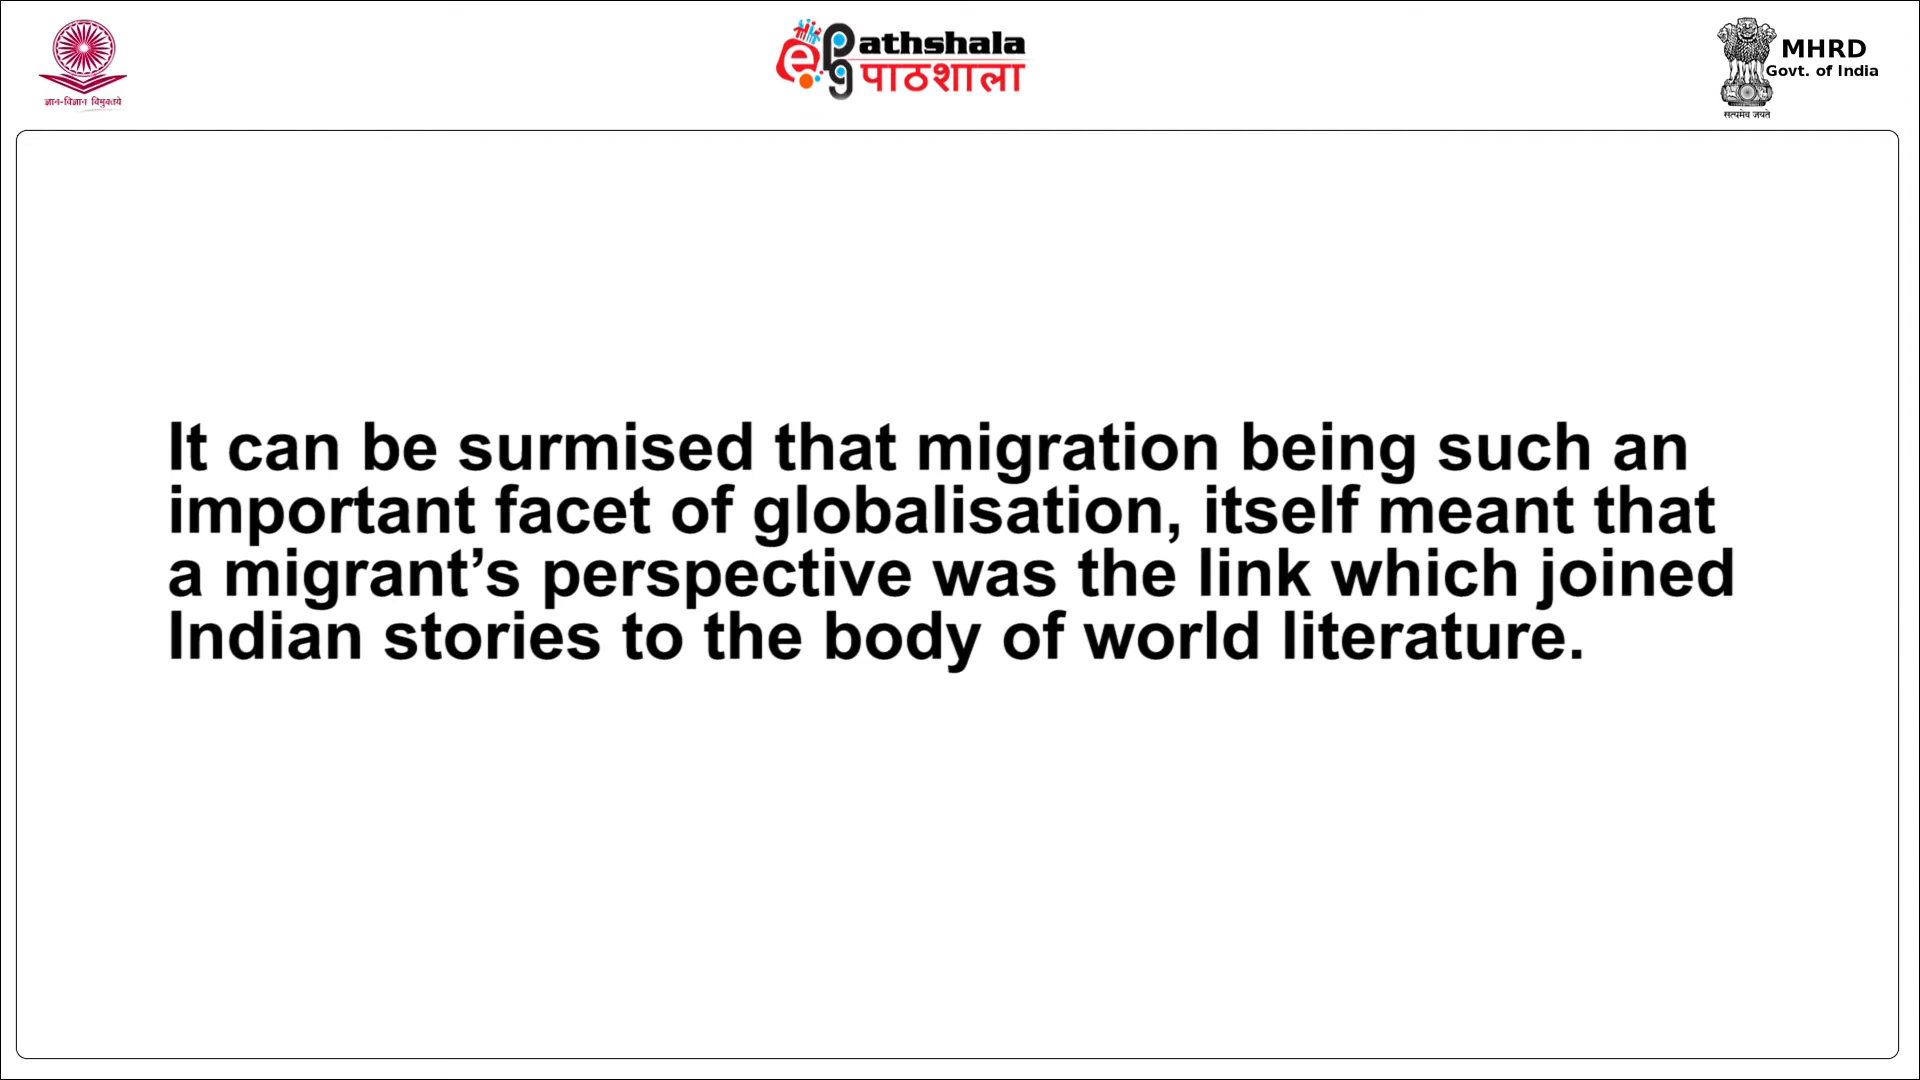 ज्ञान-विज्ञान विमुक्तये
ePg athshala
पाठशाला
MHRD
Govt. of India
सत्यमेव जयते
It can be surmised that migration being such an
important facet of globalisation, itself meant that
a migrant’s perspective was the link which joined
Indian stories to the body of world literature.